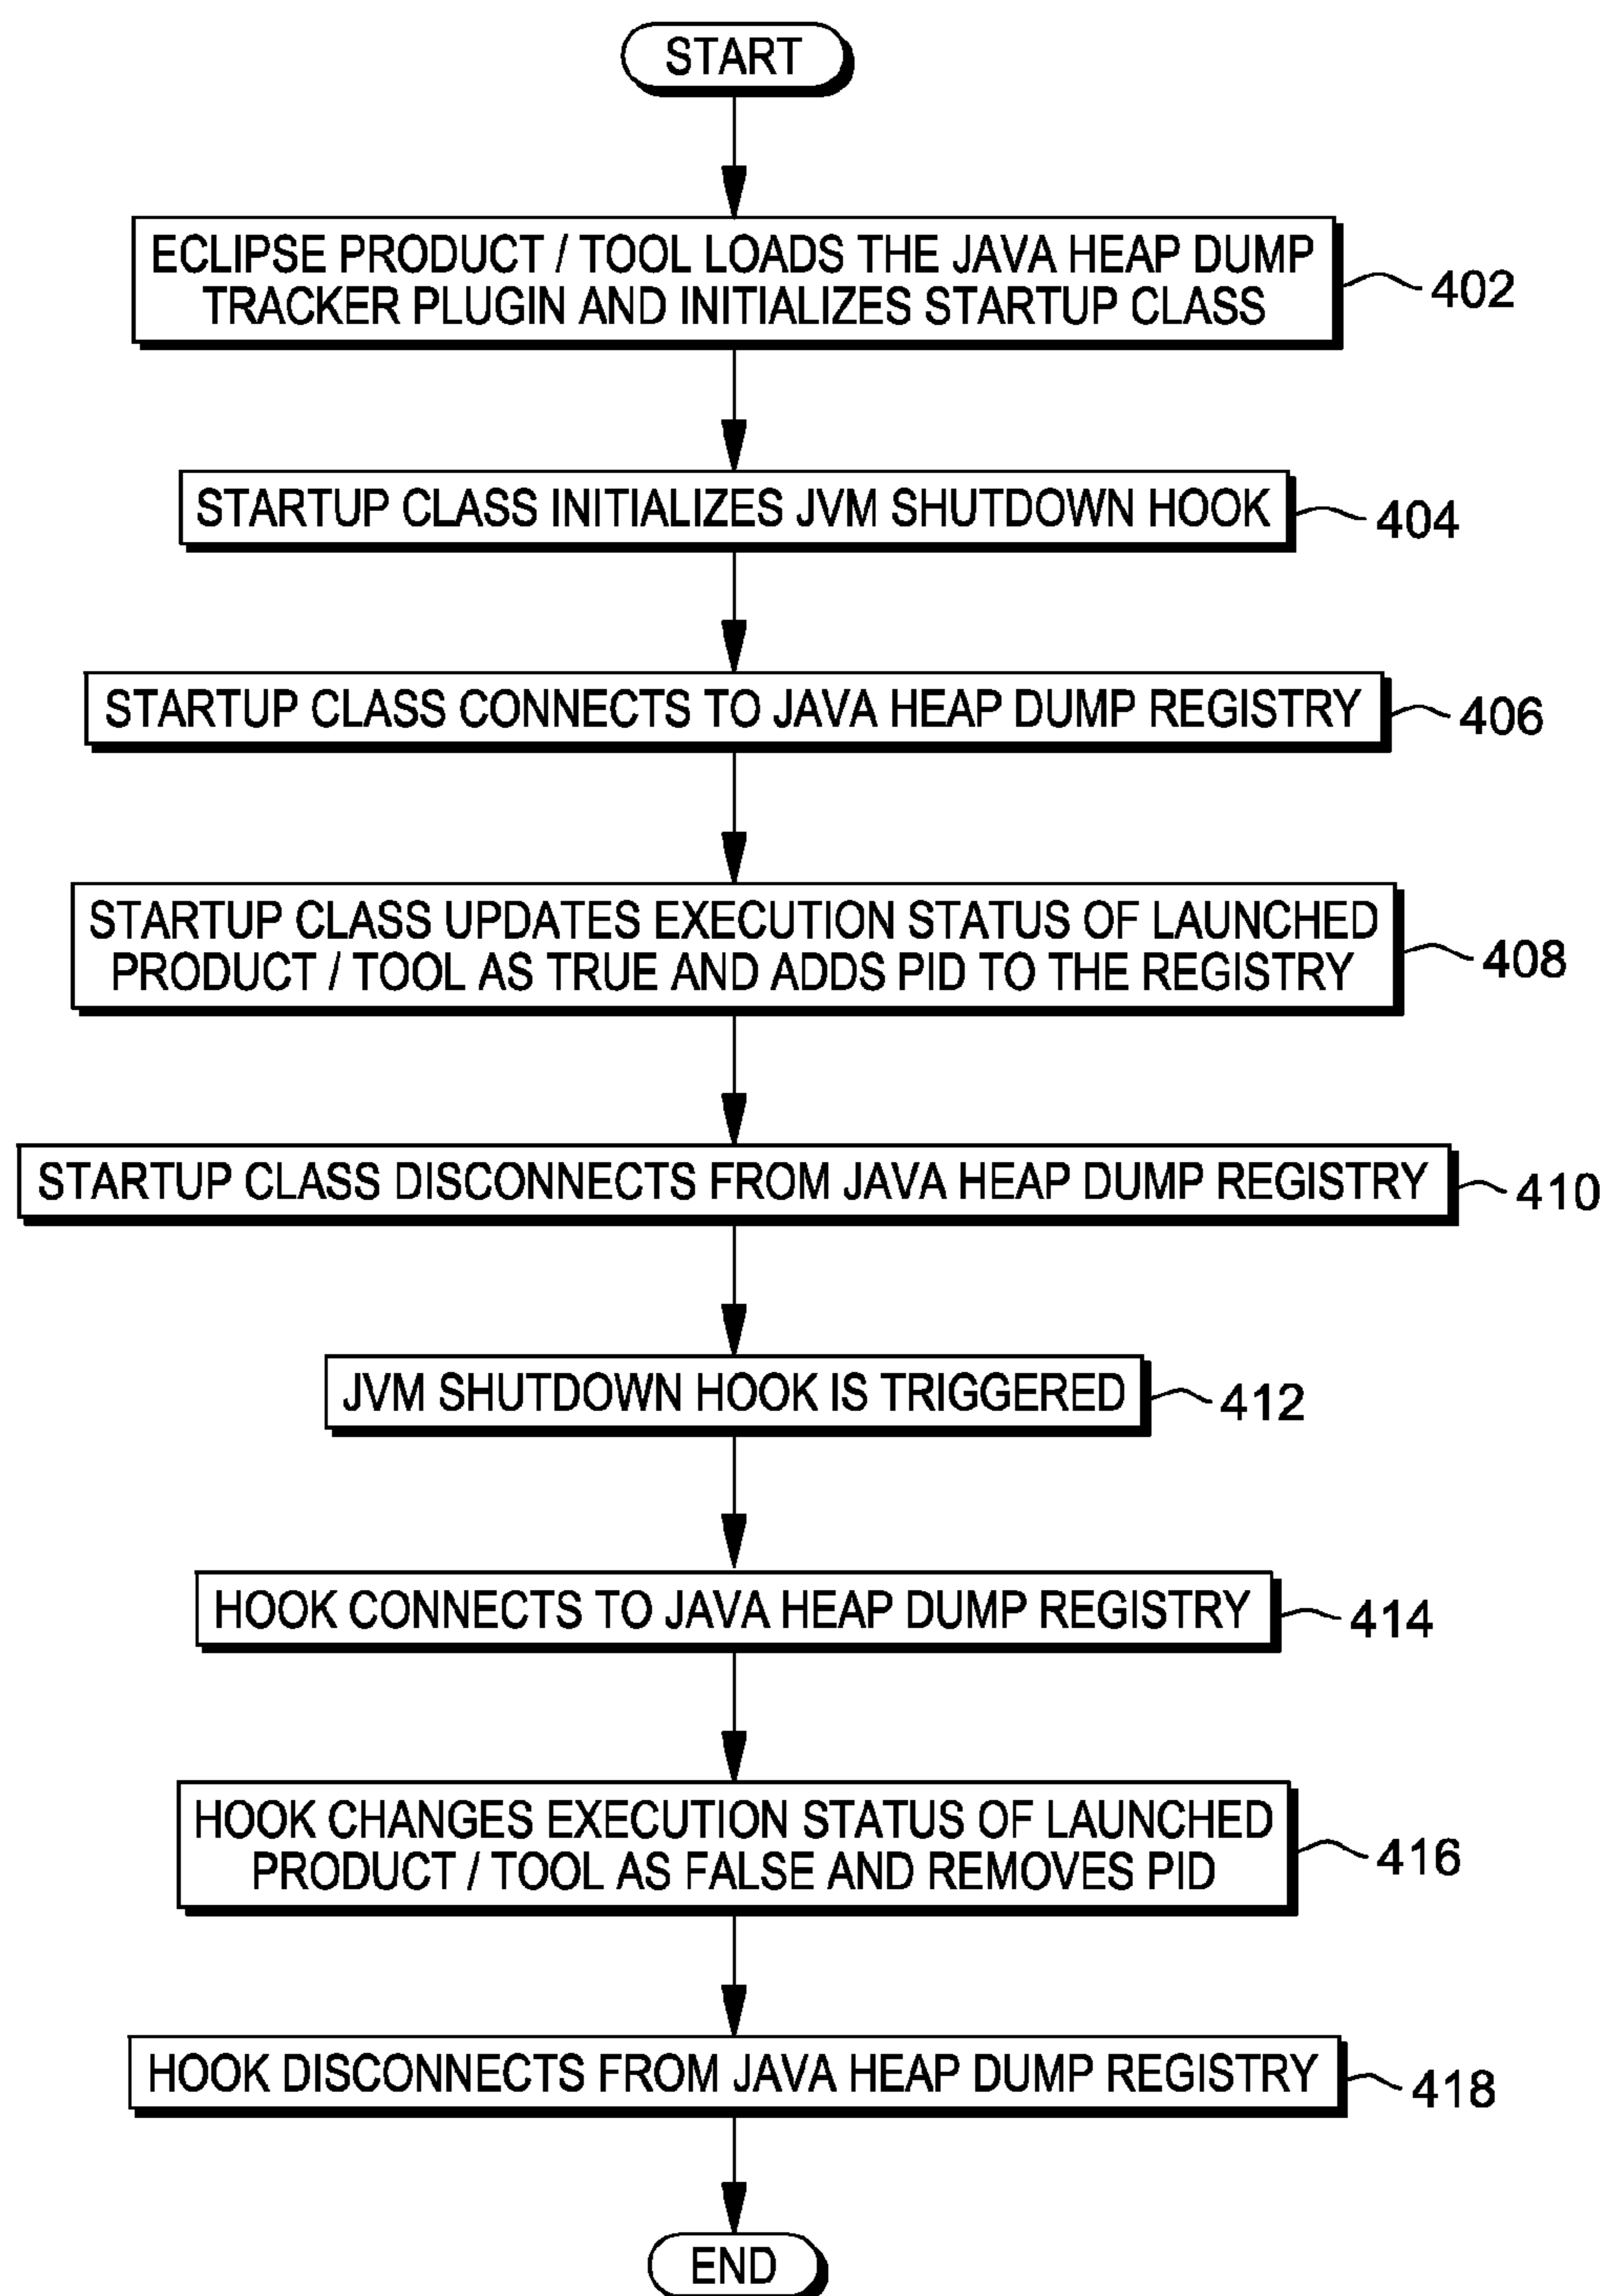 START
ECLIPSE PRODUCT / TOOL LOADS THE JAVA HEAP DUMP
TRACKER PLUGIN AND INITIALIZES STARTUP CLASS
402
STARTUP CLASS INITIALIZES JVM SHUTDOWN HOOK
404
STARTUP CLASS CONNECTS TO JAVA HEAP DUMP REGISTRY
406
STARTUP CLASS UPDATES EXECUTION STATUS OF LAUNCHED
PRODUCT / TOOL AS TRUE AND ADDS PID TO THE REGISTRY
408
STARTUP CLASS DISCONNECTS FROM JAVA HEAP DUMP REGISTRY
410
JVM SHUTDOWN HOOK IS TRIGGERED
412
HOOK CONNECTS TO JAVA HEAP DUMP REGISTRY
414
HOOK CHANGES EXECUTION STATUS OF LAUNCHED
PRODUCT / TOOL AS FALSE AND REMOVES PID
416
HOOK DISCONNECTS FROM JAVA HEAP DUMP REGISTRY
418
END